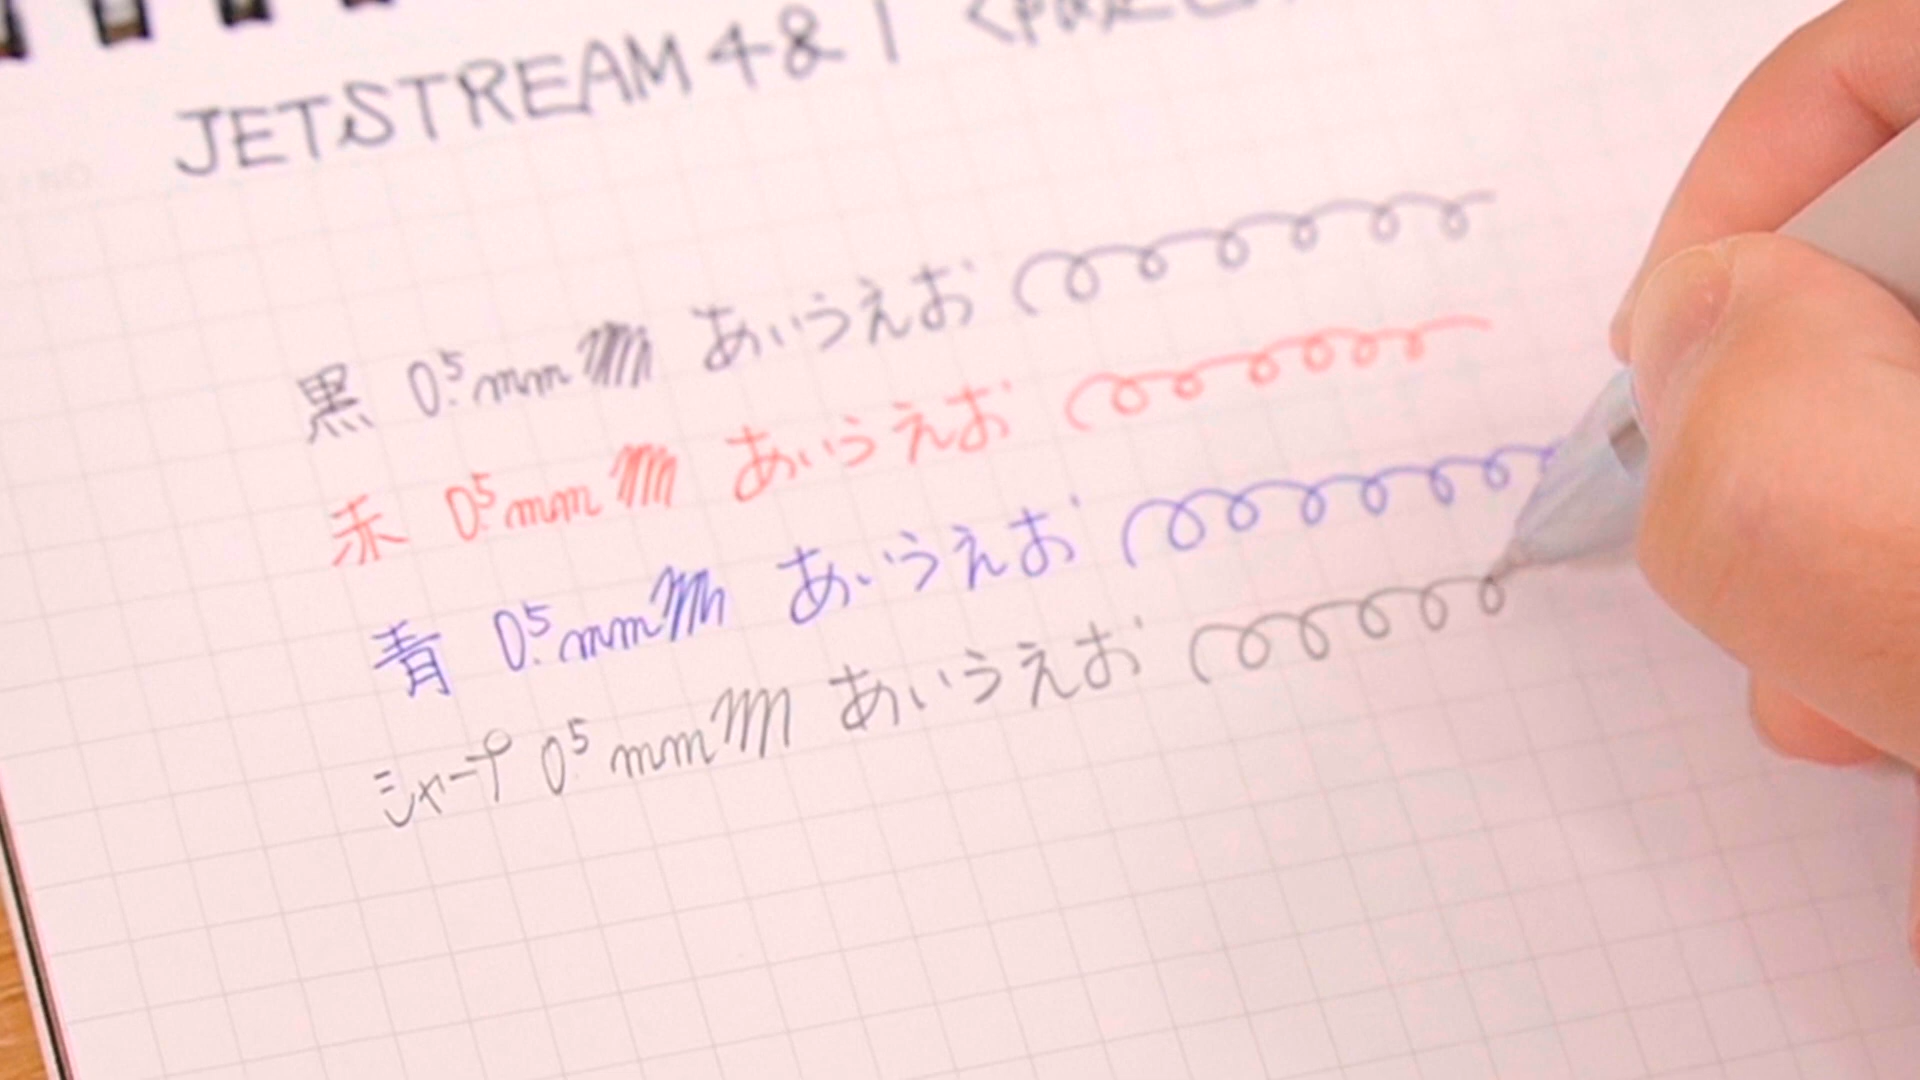 JETSTREAM 4&1
黒 0.5mm あいうえお
赤 0.5mm あいうえお
青 0.5mm あいうえお
シャープ 0.5mm あいうえお